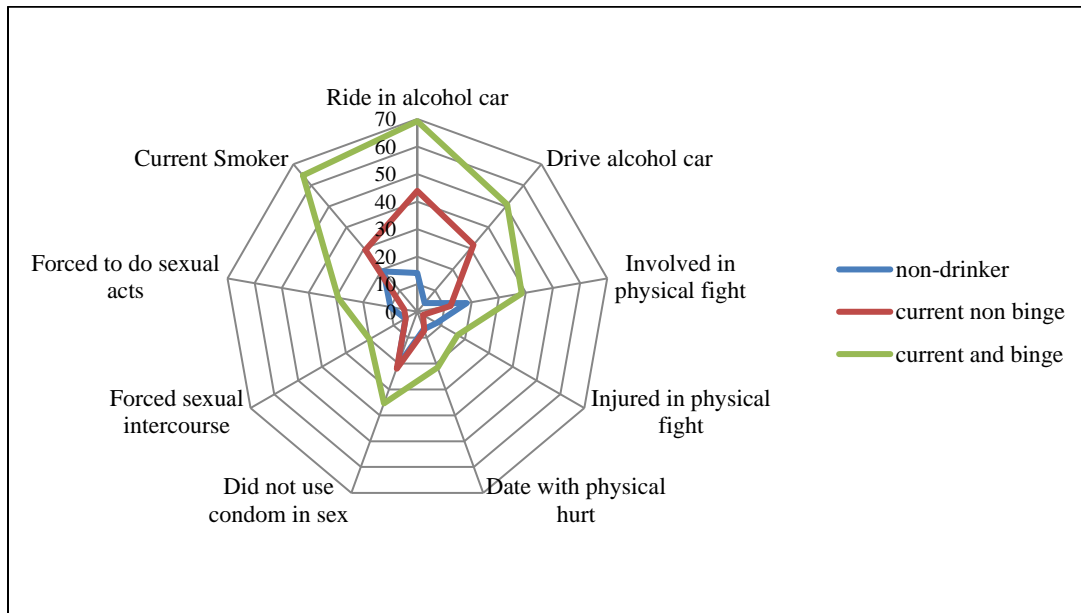 Ride in alcohol car
70
60
50
40
30
20
10
0
Drive alcohol car
Involved in
physical fight
Injured in physical
fight
Date with physical
hurt
Did not use
condom in sex
Forced sexual
intercourse
Forced to do sexual
acts
Current Smoker
non-drinker
current non binge
current and binge